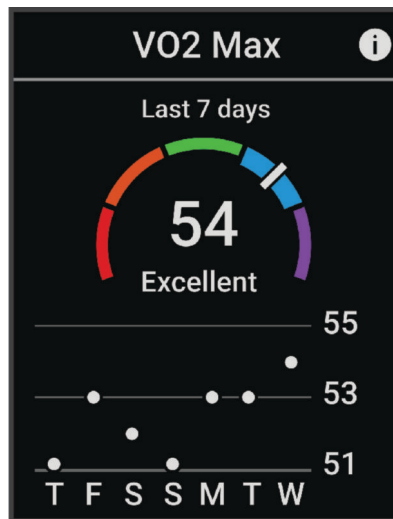 VO2 Max i
Last 7 days
54
Excellent
55
53
51
T F S S M T W